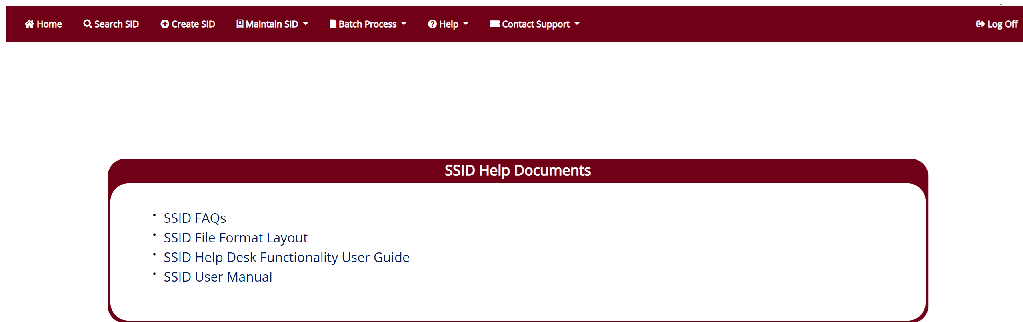 Home Search SID Create SID Maintain SID Batch Process Help Contact Support Log Off
SSID Help Documents
SSID FAQs
SSID File Format Layout
SSID Help Desk Functionality User Guide
SSID User Manual